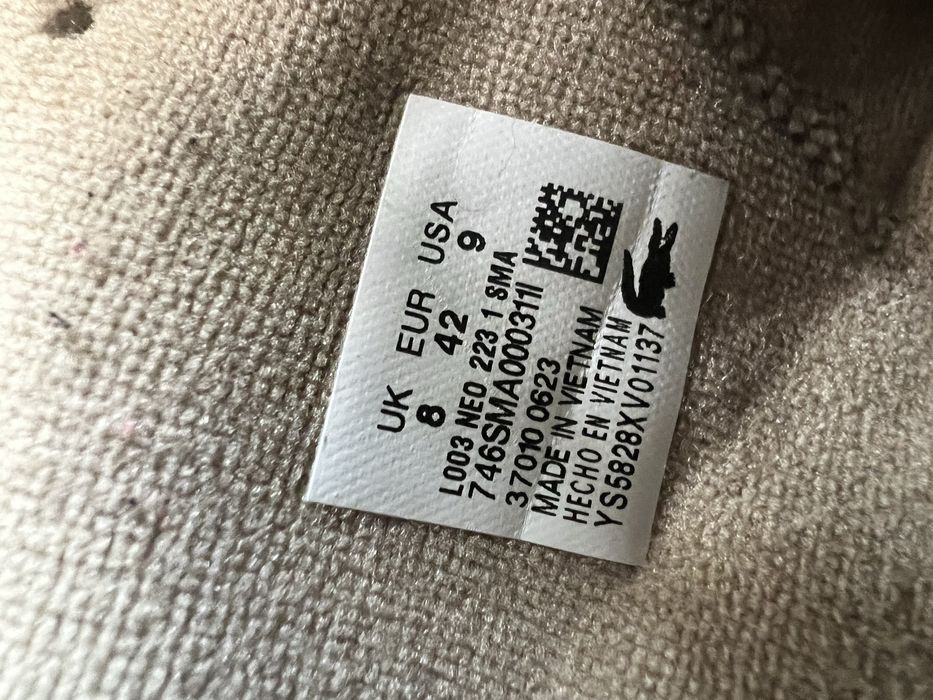 UK EUR USA
8 42 9
L003 NEO 223 1 SMA
746SMA000311I
37010 0623
MADE IN VIETNAM
HECHO EN VIETNAM
YS5828XV01137